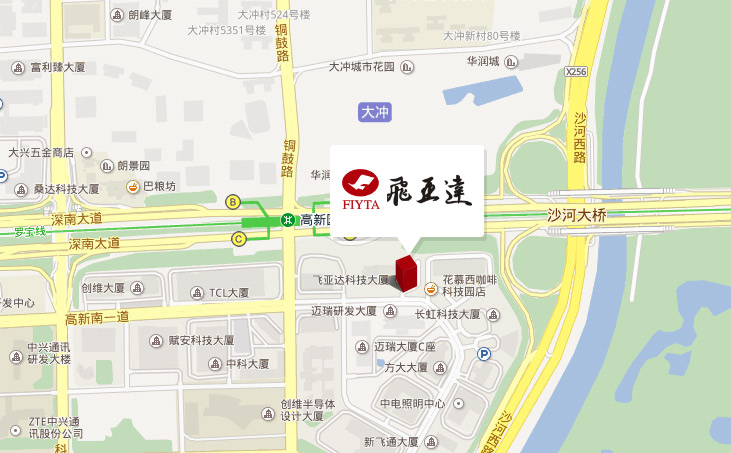 朗峰大厦
大冲村524号楼
大冲村5351号楼
铜鼓路
大冲新村80号楼
富利臻大厦
大冲城市花园
华润城
X256
大冲
沙河西路
铜鼓路
大兴五金商店
朗景园
桑达科技大厦
巴粮坊
华润
FIYTA
飛亚達
B
深南大道
高新园
沙河大桥
罗宝线
深南大道
C
飞亚达科技大厦
花慕西咖啡
科技园店
创维大厦
TCL大厦
开发中心
高新南一道
迈瑞研发大厦
长虹科技大厦
中兴通讯
研发大楼
赋安科技大厦
中科大厦
迈瑞大厦C座
P
方大大厦
创维半导体
设计大厦
中电照明中心
沙河西路
ZTE中兴通
讯股份公司
新飞通大厦
科
P